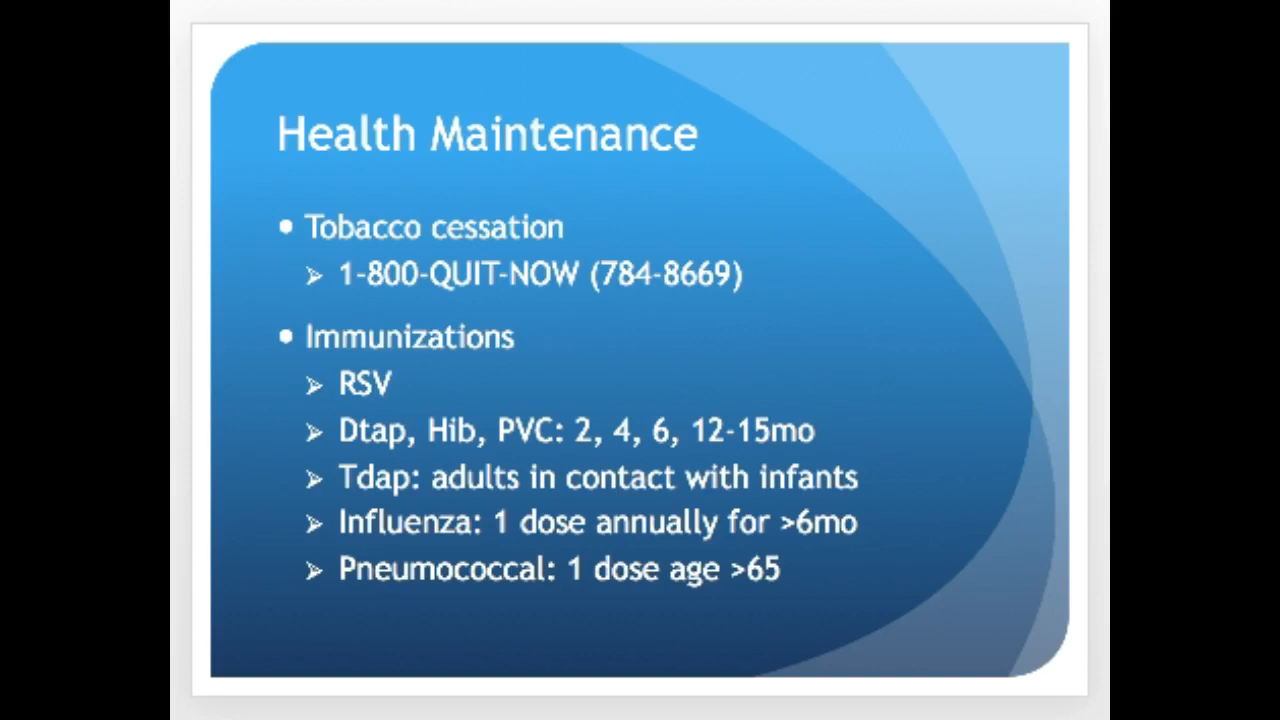 Health Maintenance
• Tobacco cessation
➢ 1-800-QUIT-NOW (784-8669)
• Immunizations
➢ RSV
➢ Dtap, Hib, PVC: 2, 4, 6, 12-15mo
➢ Tdap: adults in contact with infants
➢ Influenza: 1 dose annually for >6mo
➢ Pneumococcal: 1 dose age >65